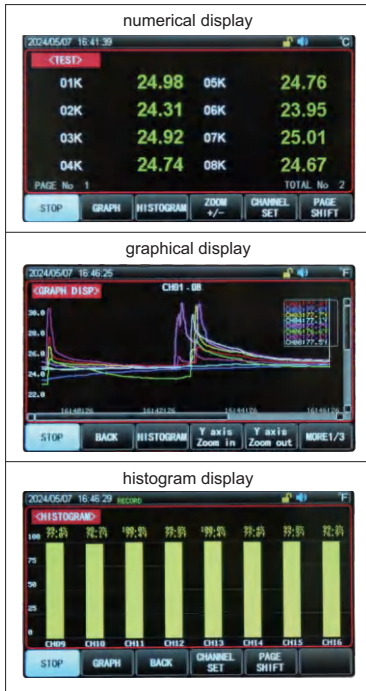 numerical display
2024/05/07 16:41:39 °C
<TEST>
01K 24.98 05K 24.76
02K 24.31 06K 23.95
03K 24.92 07K 25.01
04K 24.74 08K 24.67
PAGE No 1 TOTAL No 2
STOP GRAPH HISTOGRAM ZOOM +/- CHANNEL SET PAGE SHIFT
graphical display
2024/05/07 16:46:25 °F
<GRAPH DISP> CH01 - 08
30.0
28.0
26.0
24.0
22.0
STOP BACK HISTOGRAM Y axis Zoom in Y axis Zoom out MORE1/3
histogram display
2024/05/07 16:46:29 RECORD °F
<HISTOGRAM>
100
75
50
25
0
CH09 CH10 CH11 CH12 CH13 CH14 CH15 CH16
STOP GRAPH BACK CHANNEL SET PAGE SHIFT